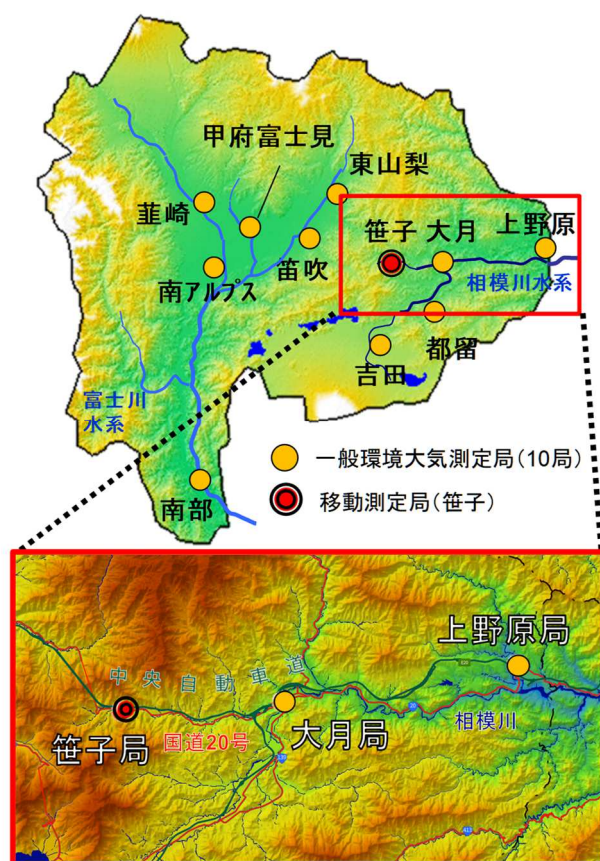 甲府富士見
東山梨
韮崎
笹子
大月
上野原
笛吹
南アルプス
相模川水系
都留
吉田
富士川
水系
一般環境大気測定局(10局)
移動測定局(笹子)
南部
上野原局
中央自動車道
大月局
相模川
笹子局
国道20号